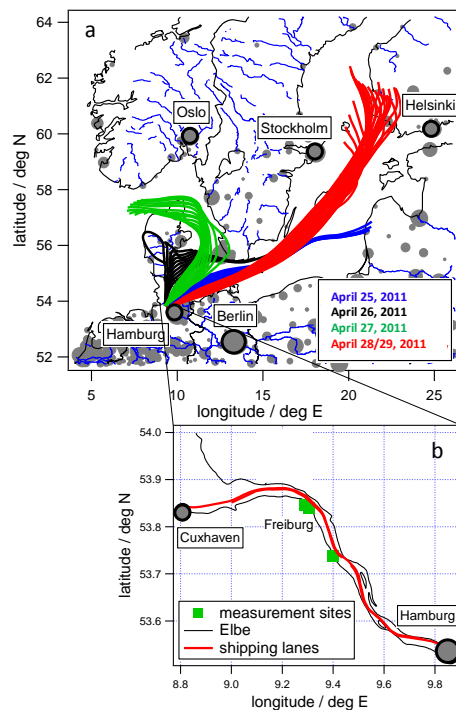 a
64
62
60
58
56
54
52
latitude / deg N
Oslo
Stockholm
Helsinki
Hamburg
Berlin
April 25, 2011
April 26, 2011
April 27, 2011
April 28/29, 2011
5
10
15
20
25
longitude / deg E
b
54.0
53.9
53.8
53.7
53.6
latitude / deg N
Cuxhaven
Freiburg
Hamburg
measurement sites
Elbe
shipping lanes
8.8
9.0
9.2
9.4
9.6
9.8
longitude / deg E